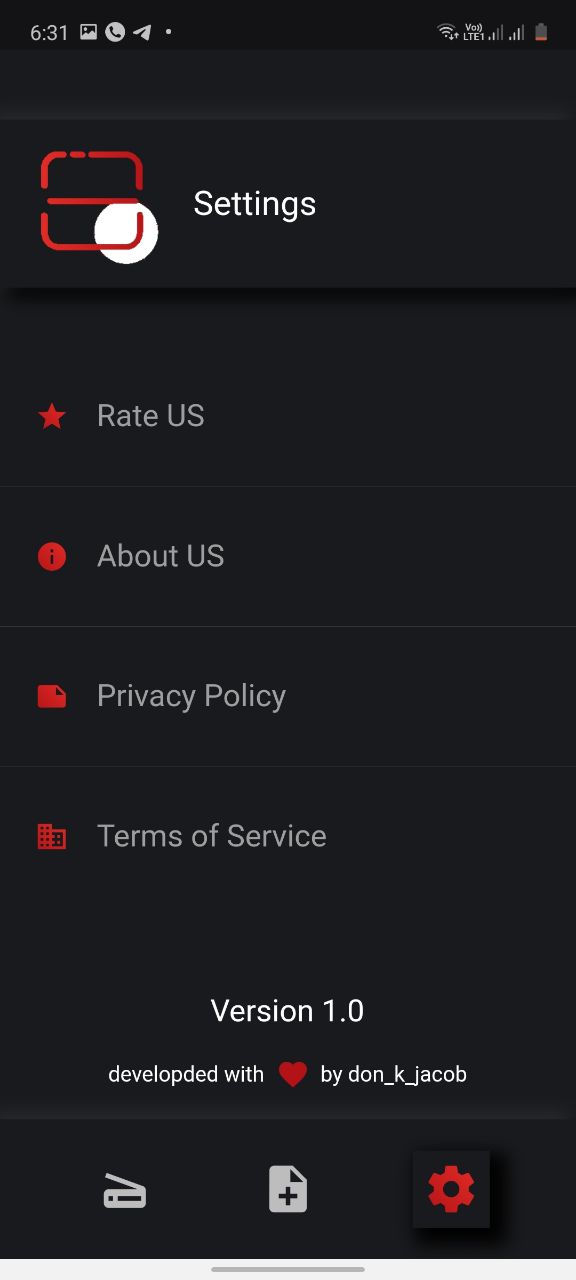 6:31
Vo))
LTE1
Settings
Rate US
About US
Privacy Policy
Terms of Service
Version 1.0
developded with by don_k_jacob